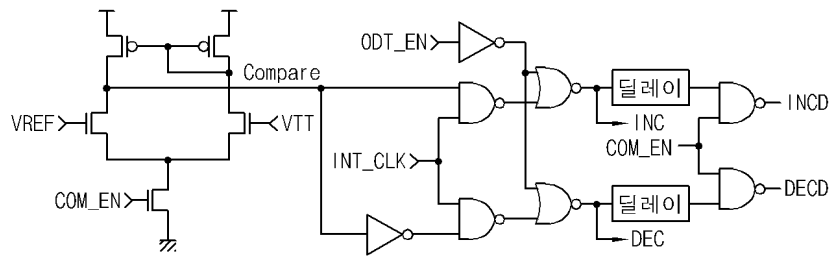 ODT_EN
Compare
딜레이
INCD
VREF
VTT
INC
INT_CLK
COM_EN
COM_EN
딜레이
DECD
DEC